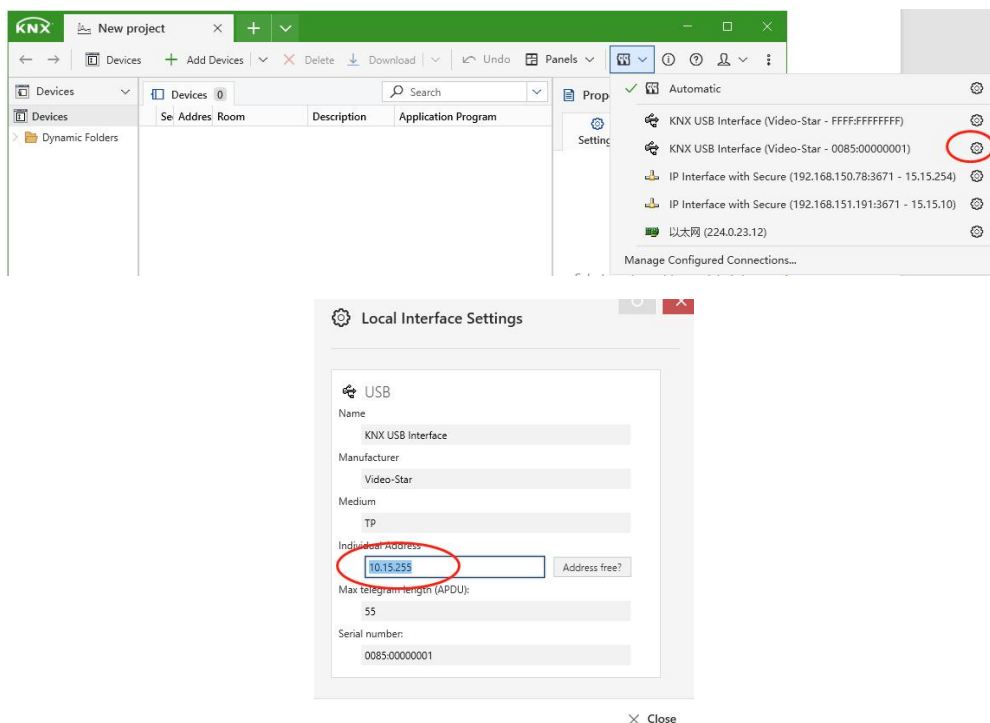 KNX New project
Devices Add Devices Delete Download Undo Panels
Devices Devices 0 Search Prop
Devices Se Addres Room Description Application Program
Dynamic Folders Setting
Automatic
KNX USB Interface (Video-Star - FFFF:FFFFFFFF)
KNX USB Interface (Video-Star - 0085:00000001)
IP Interface with Secure (192.168.150.78:3671 - 15.15.254)
IP Interface with Secure (192.168.151.191:3671 - 15.15.10)
以太网 (224.0.23.12)
Manage Configured Connections...
Local Interface Settings
USB
Name
KNX USB Interface
Manufacturer
Video-Star
Medium
TP
Individual Address
10.15.255 Address free?
Max telegram length (APDU):
55
Serial number:
0085:00000001
Close